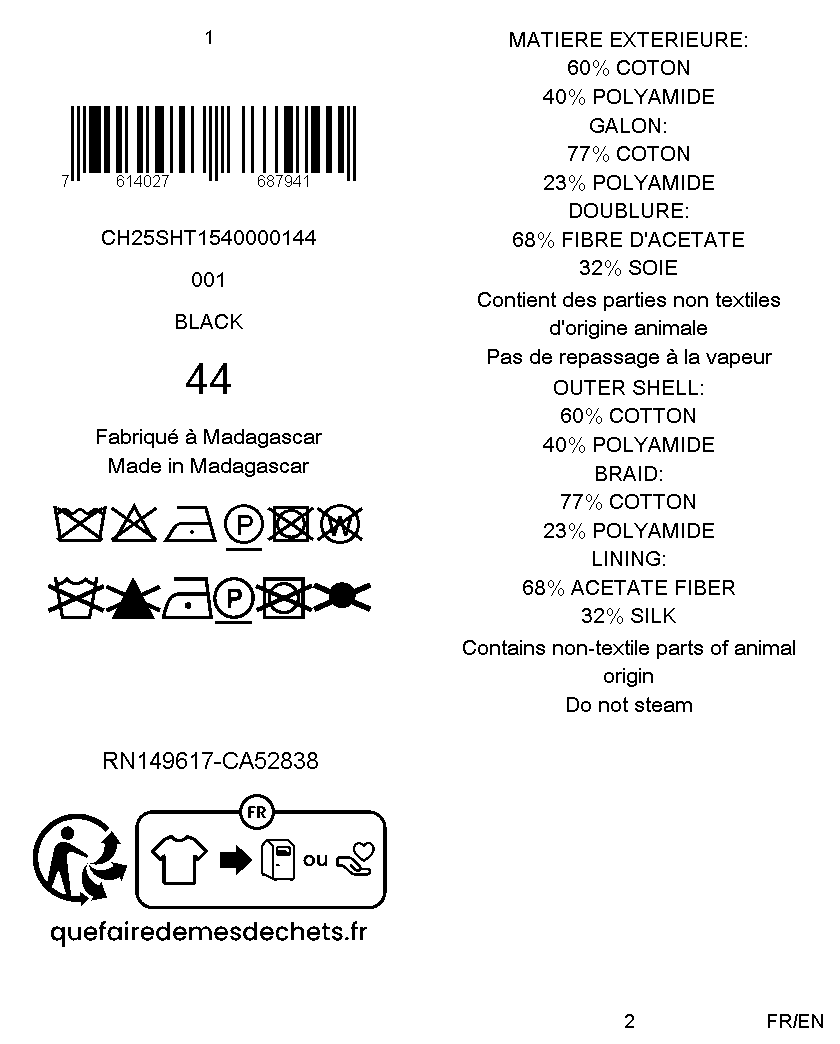 1
7 614027 687941
CH25SHT1540000144
001
BLACK
44
Fabriqué à Madagascar
Made in Madagascar
P
W
P
RN149617-CA52838
FR
ou
quefairedemesdechets.fr
MATIERE EXTERIEURE:
60% COTON
40% POLYAMIDE
GALON:
77% COTON
23% POLYAMIDE
DOUBLURE:
68% FIBRE D'ACETATE
32% SOIE
Contient des parties non textiles
d'origine animale
Pas de repassage à la vapeur
OUTER SHELL:
60% COTTON
40% POLYAMIDE
BRAID:
77% COTTON
23% POLYAMIDE
LINING:
68% ACETATE FIBER
32% SILK
Contains non-textile parts of animal
origin
Do not steam
2
FR/EN